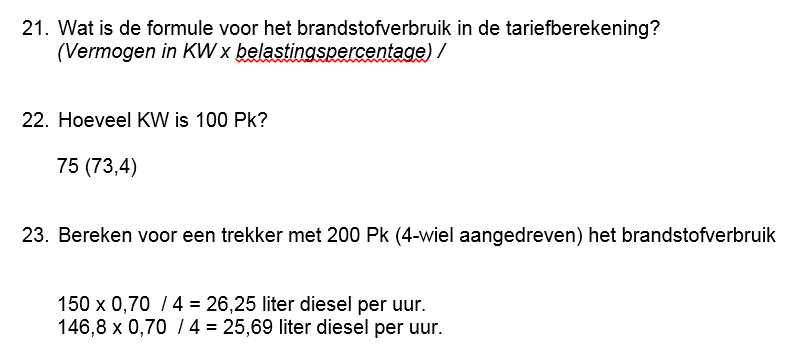 21. Wat is de formule voor het brandstofverbruik in de tariefberekening?
(Vermogen in KW x belastingspercentage) /
22. Hoeveel KW is 100 Pk?
75 (73,4)
23. Bereken voor een trekker met 200 Pk (4-wiel aangedreven) het brandstofverbruik
150 x 0,70 / 4 = 26,25 liter diesel per uur.
146,8 x 0,70 / 4 = 25,69 liter diesel per uur.